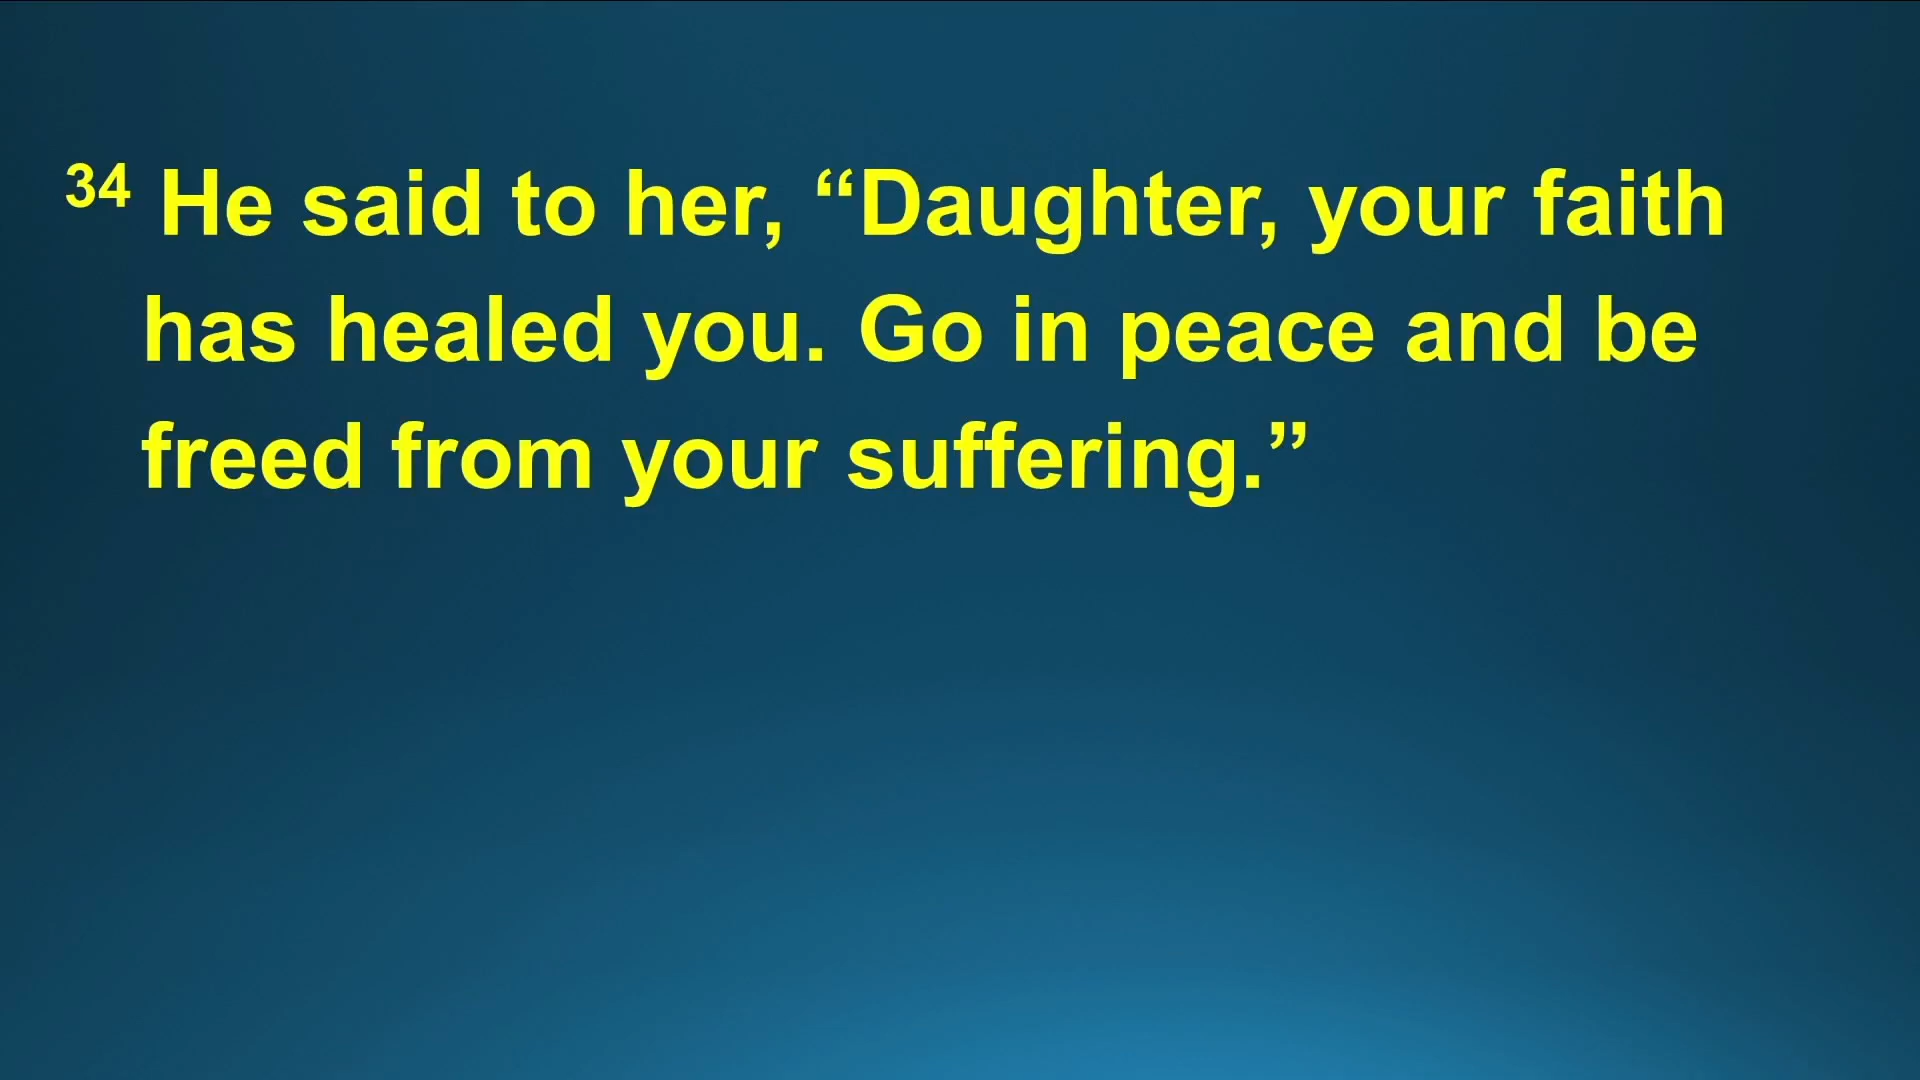 34 He said to her, “Daughter, your faith
has healed you. Go in peace and be
freed from your suffering.”